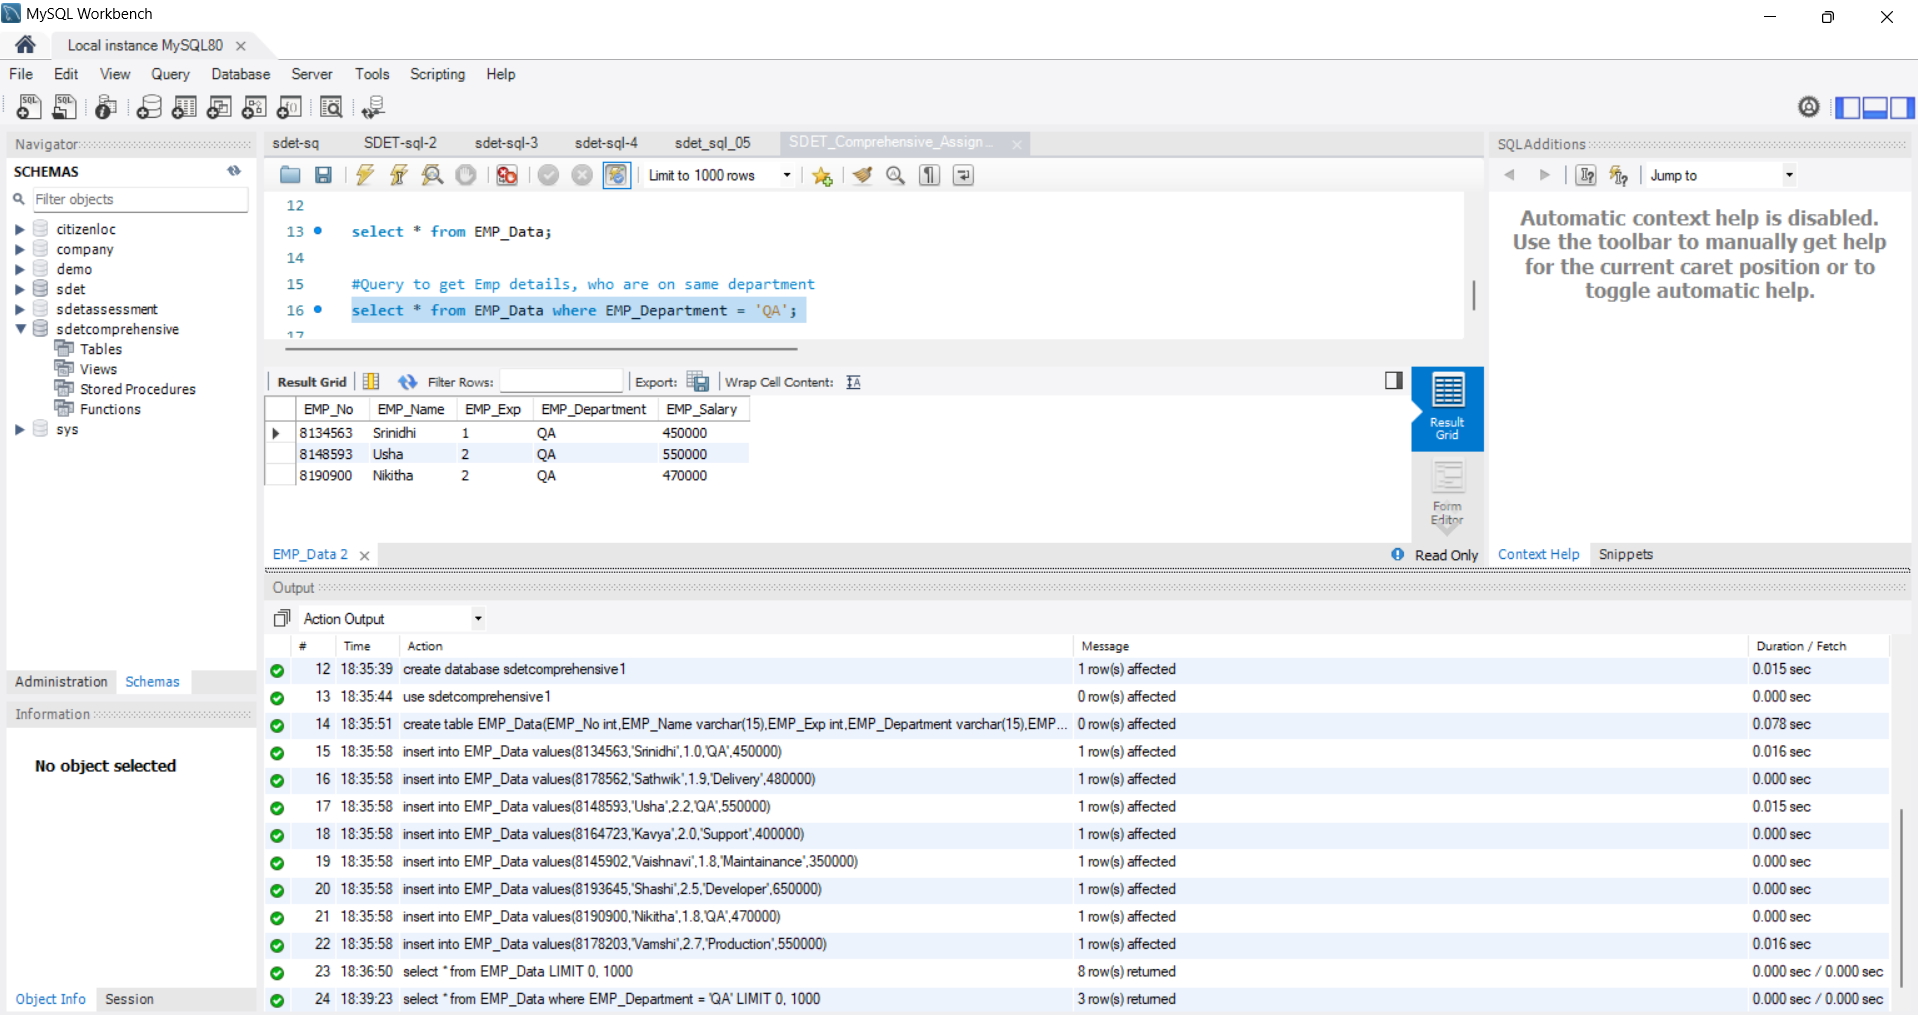 MySQL Workbench
Local instance MySQL80
File Edit View Query Database Server Tools Scripting Help
Navigator
SCHEMAS
Filter objects
citizenloc
company
demo
sdet
sdetassessment
sdetcomprehensive
Tables
Views
Stored Procedures
Functions
sys
Administration Schemas
Information
No object selected
Object Info Session
sdet-sq SDET-sql-2 sdet-sql-3 sdet-sql-4 sdet_sql_05 SDET_Comprehensive_Assign...
Limit to 1000 rows
12
13 select * from EMP_Data;
14
15 #Query to get Emp details, who are on same department
16 select * from EMP_Data where EMP_Department = 'QA';
17
Result Grid Filter Rows: Export: Wrap Cell Content:
EMP_No EMP_Name EMP_Exp EMP_Department EMP_Salary
8134563 Srinidhi 1 QA 450000
8148593 Usha 2 QA 550000
8190900 Nikitha 2 QA 470000
Result Grid
Form Editor
EMP_Data 2
Read Only
SQLAdditions
Jump to
Automatic context help is disabled.
Use the toolbar to manually get help
for the current caret position or to
toggle automatic help.
Context Help Snippets
Output
Action Output
# Time Action Message Duration / Fetch
12 18:35:39 create database sdetcomprehensive1 1 row(s) affected 0.015 sec
13 18:35:44 use sdetcomprehensive1 0 row(s) affected 0.000 sec
14 18:35:51 create table EMP_Data(EMP_No int,EMP_Name varchar(15),EMP_Exp int,EMP_Department varchar(15),EMP... 0 row(s) affected 0.078 sec
15 18:35:58 insert into EMP_Data values(8134563,'Srinidhi',1.0,'QA',450000) 1 row(s) affected 0.016 sec
16 18:35:58 insert into EMP_Data values(8178562,'Sathwik',1.9,'Delivery',480000) 1 row(s) affected 0.000 sec
17 18:35:58 insert into EMP_Data values(8148593,'Usha',2.2,'QA',550000) 1 row(s) affected 0.015 sec
18 18:35:58 insert into EMP_Data values(8164723,'Kavya',2.0,'Support',400000) 1 row(s) affected 0.000 sec
19 18:35:58 insert into EMP_Data values(8145902,'Vaishnavi',1.8,'Maintainance',350000) 1 row(s) affected 0.000 sec
20 18:35:58 insert into EMP_Data values(8193645,'Shashi',2.5,'Developer',650000) 1 row(s) affected 0.000 sec
21 18:35:58 insert into EMP_Data values(8190900,'Nikitha',1.8,'QA',470000) 1 row(s) affected 0.000 sec
22 18:35:58 insert into EMP_Data values(8178203,'Vamshi',2.7,'Production',550000) 1 row(s) affected 0.016 sec
23 18:36:50 select * from EMP_Data LIMIT 0, 1000 8 row(s) returned 0.000 sec / 0.000 sec
24 18:39:23 select * from EMP_Data where EMP_Department = 'QA' LIMIT 0, 1000 3 row(s) returned 0.000 sec / 0.000 sec